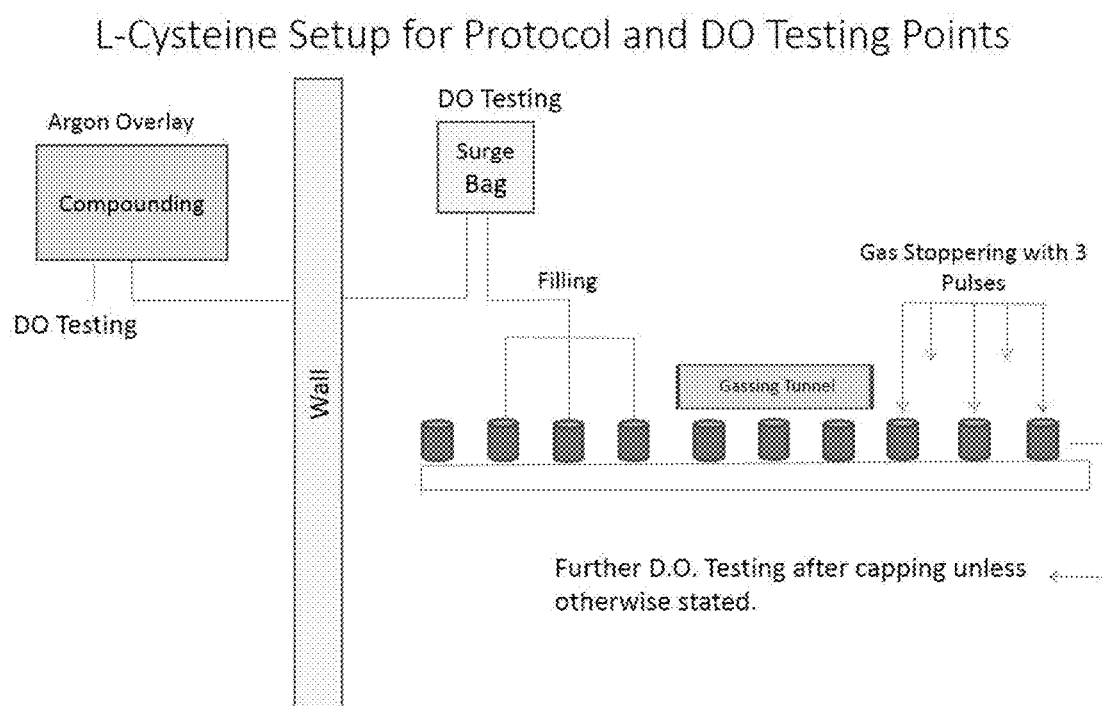 L-Cysteine Setup for Protocol and DO Testing Points
Argon Overlay
Compounding
DO Testing
Wall
DO Testing
Surge
Bag
Filling
Gassing Tunnel
Gas Stoppering with 3
Pulses
Further D.O. Testing after capping unless
otherwise stated.